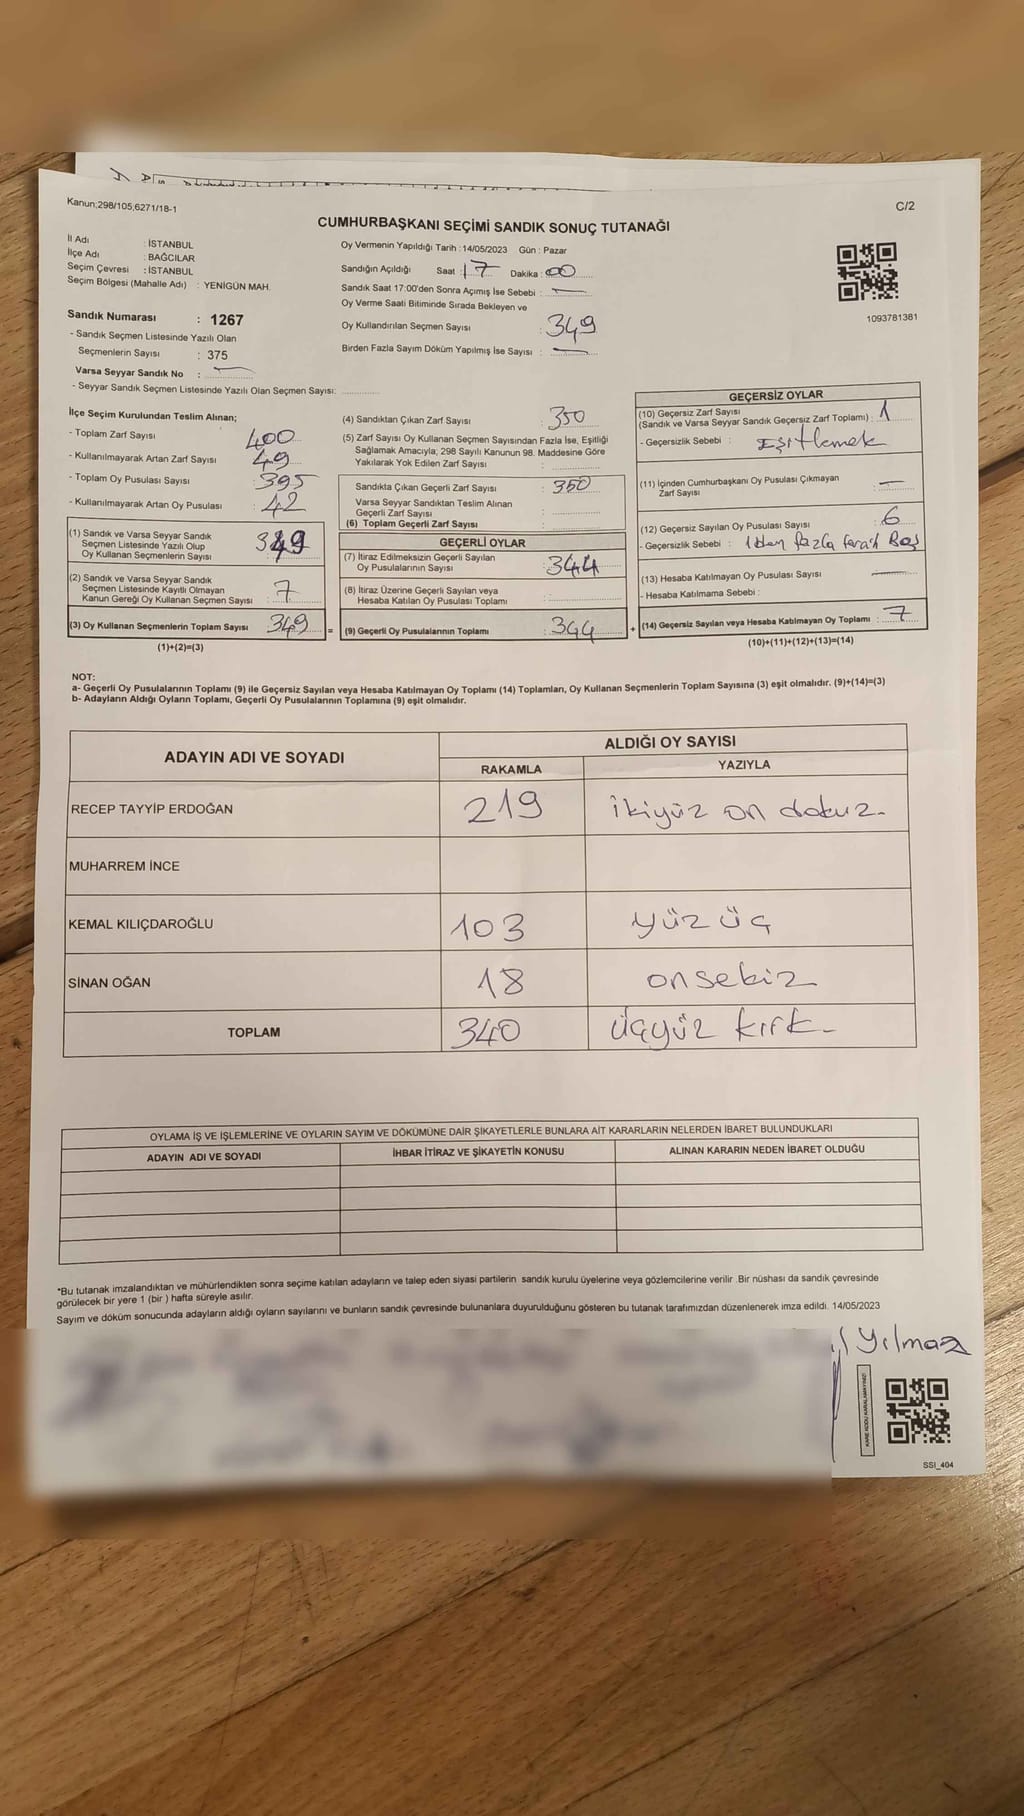 Kanun;298/105,6271/18-1
C/2
CUMHURBAŞKANI SEÇİMİ SANDIK SONUÇ TUTANAĞI
İl Adı : İSTANBUL
İlçe Adı : BAĞCILAR
Seçim Çevresi : İSTANBUL
Seçim Bölgesi (Mahalle Adı) : YENİGÜN MAH.
Sandık Numarası : 1267
- Sandık Seçmen Listesinde Yazılı Olan
Seçmenlerin Sayısı : 375
Varsa Seyyar Sandık No :
- Seyyar Sandık Seçmen Listesinde Yazılı Olan Seçmen Sayısı:
Oy Vermenin Yapıldığı Tarih : 14/05/2023 Gün : Pazar
Sandığın Açıldığı Saat : 17 Dakika : 00
Sandık Saat 17:00'den Sonra Açımış İse Sebebi : —
Oy Verme Saati Bitiminde Sırada Bekleyen ve
Oy Kullandırılan Seçmen Sayısı : 349
Birden Fazla Sayım Döküm Yapılmış İse Sayısı : —
1093781381
İlçe Seçim Kurulundan Teslim Alınan;
- Toplam Zarf Sayısı : 400
- Kullanılmayarak Artan Zarf Sayısı : 49
- Toplam Oy Pusulası Sayısı : 395
- Kullanılmayarak Artan Oy Pusulası : 42
(1) Sandık ve Varsa Seyyar Sandık
Seçmen Listesinde Yazılı Olup
Oy Kullanan Seçmenlerin Sayısı : 349
(2) Sandık ve Varsa Seyyar Sandık
Seçmen Listesinde Kayıtlı Olmayan
Kanun Gereği Oy Kullanan Seçmen Sayısı : 7
(3) Oy Kullanan Seçmenlerin Toplam Sayısı : 349 =
(1)+(2)=(3)
(4) Sandıktan Çıkan Zarf Sayısı : 350
(5) Zarf Sayısı Oy Kullanan Seçmen Sayısından Fazla İse, Eşitliği
Sağlamak Amacıyla; 298 Sayılı Kanunun 98. Maddesine Göre
Yakılarak Yok Edilen Zarf Sayısı :
Sandıkta Çıkan Geçerli Zarf Sayısı : 350
Varsa Seyyar Sandıktan Teslim Alınan
Geçerli Zarf Sayısı :
(6) Toplam Geçerli Zarf Sayısı :
GEÇERLİ OYLAR
(7) İtiraz Edilmeksizin Geçerli Sayılan
Oy Pusulalarının Sayısı : 344
(8) İtiraz Üzerine Geçerli Sayılan veya
Hesaba Katılan Oy Pusulası Toplamı :
(9) Geçerli Oy Pusulalarının Toplamı : 344 +
GEÇERSİZ OYLAR
(10) Geçersiz Zarf Sayısı
(Sandık ve Varsa Seyyar Sandık Geçersiz Zarf Toplamı) : 1
- Geçersizlik Sebebi : Eşitlemek
(11) İçinden Cumhurbaşkanı Oy Pusulası Çıkmayan
Zarf Sayısı : —
(12) Geçersiz Sayılan Oy Pusulası Sayısı : 6
- Geçersizlik Sebebi : 1den fazla
(13) Hesaba Katılmayan Oy Pusulası Sayısı : —
- Hesaba Katılmama Sebebi :
(14) Geçersiz Sayılan veya Hesaba Katılmayan Oy Toplamı : 7
(10)+(11)+(12)+(13)=(14)
NOT:
a- Geçerli Oy Pusulalarının Toplamı (9) ile Geçersiz Sayılan veya Hesaba Katılmayan Oy Toplamı (14) Toplamları, Oy Kullanan Seçmenlerin Toplam Sayısına (3) eşit olmalıdır. (9)+(14)=(3)
b- Adayların Aldığı Oyların Toplamı, Geçerli Oy Pusulalarının Toplamına (9) eşit olmalıdır.
ADAYIN ADI VE SOYADI ALDIĞI OY SAYISI
RAKAMLA YAZIYLA
RECEP TAYYİP ERDOĞAN 219 ikiyüz on dokuz-
MUHARREM İNCE
KEMAL KILIÇDAROĞLU 103 yüz üç
SİNAN OĞAN 18 onsekiz
TOPLAM 340 üçyüz kırk-
OYLAMA İŞ VE İŞLEMLERİNE VE OYLARIN SAYIM VE DÖKÜMÜNE DAİR ŞİKAYETLERLE BUNLARA AİT KARARLARIN NELERDEN İBARET BULUNDUKLARI
ADAYIN ADI VE SOYADI İHBAR İTİRAZ VE ŞİKAYETİN KONUSU ALINAN KARARIN NEDEN İBARET OLDUĞU
*Bu tutanak imzalandıktan ve mühürlendikten sonra seçime katılan adayların ve talep eden siyasi partilerin sandık kurulu üyelerine veya gözlemcilerine verilir .Bir nüshası da sandık çevresinde
görülecek bir yere 1 (bir ) hafta süreyle asılır.
Sayım ve döküm sonucunda adayların aldığı oyların sayılarını ve bunların sandık çevresinde bulunanlara duyurulduğunu gösteren bu tutanak tarafımızdan düzenlenerek imza edildi. 14/05/2023
Yılmaz
KARE KODU KARALAMAYINIZ!
SSI_404